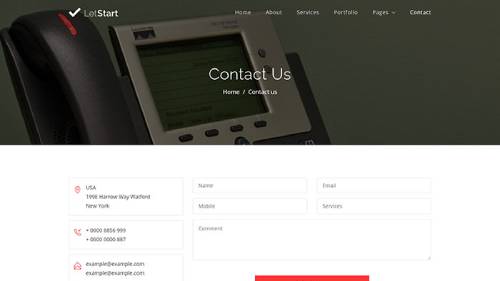 LetStart
Home About Services Portfolio Pages Contact
Contact Us
Home / Contact us
USA
1998 Harrow Way Watford
New York
+ 0000 8856 999
+ 0000 0000 887
example@example.com
example@example.com
Name
Email
Mobile
Services
Comment